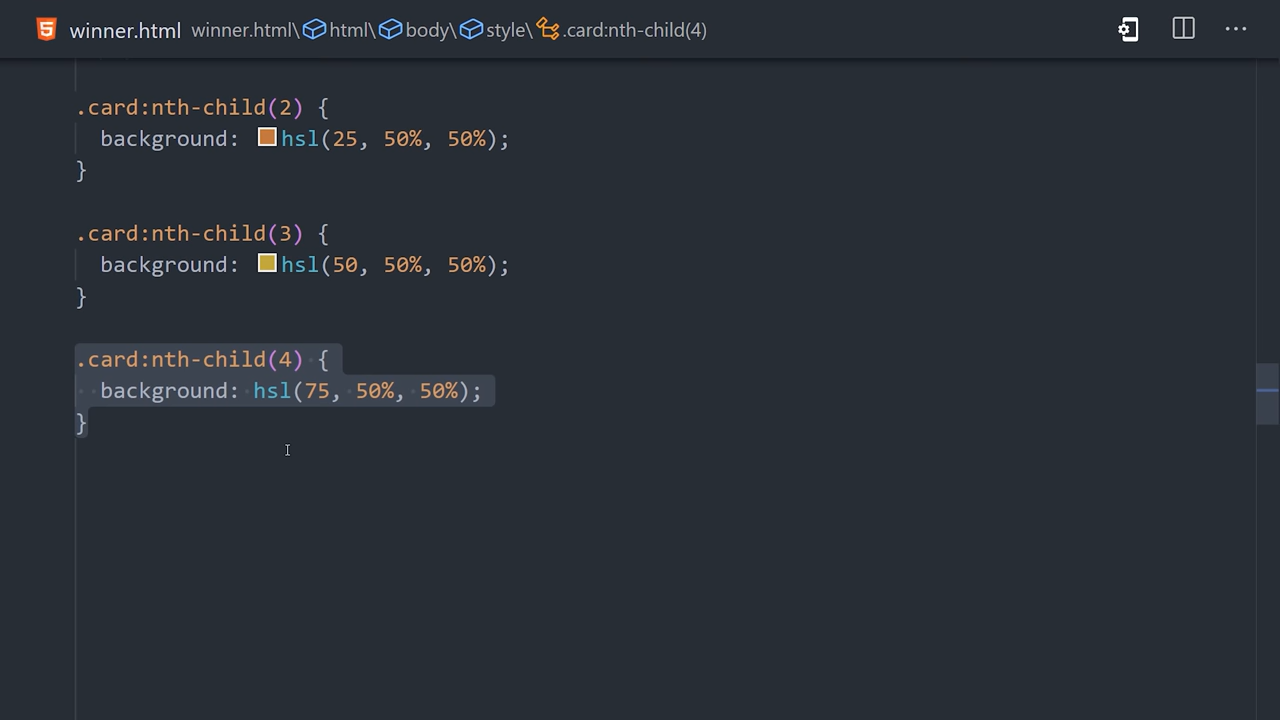 winner.html winner.html\html\body\style\.card:nth-child(4)
.card:nth-child(2) {
background: hsl(25, 50%, 50%);
}
.card:nth-child(3) {
background: hsl(50, 50%, 50%);
}
.card:nth-child(4) {
background: hsl(75, 50%, 50%);
}